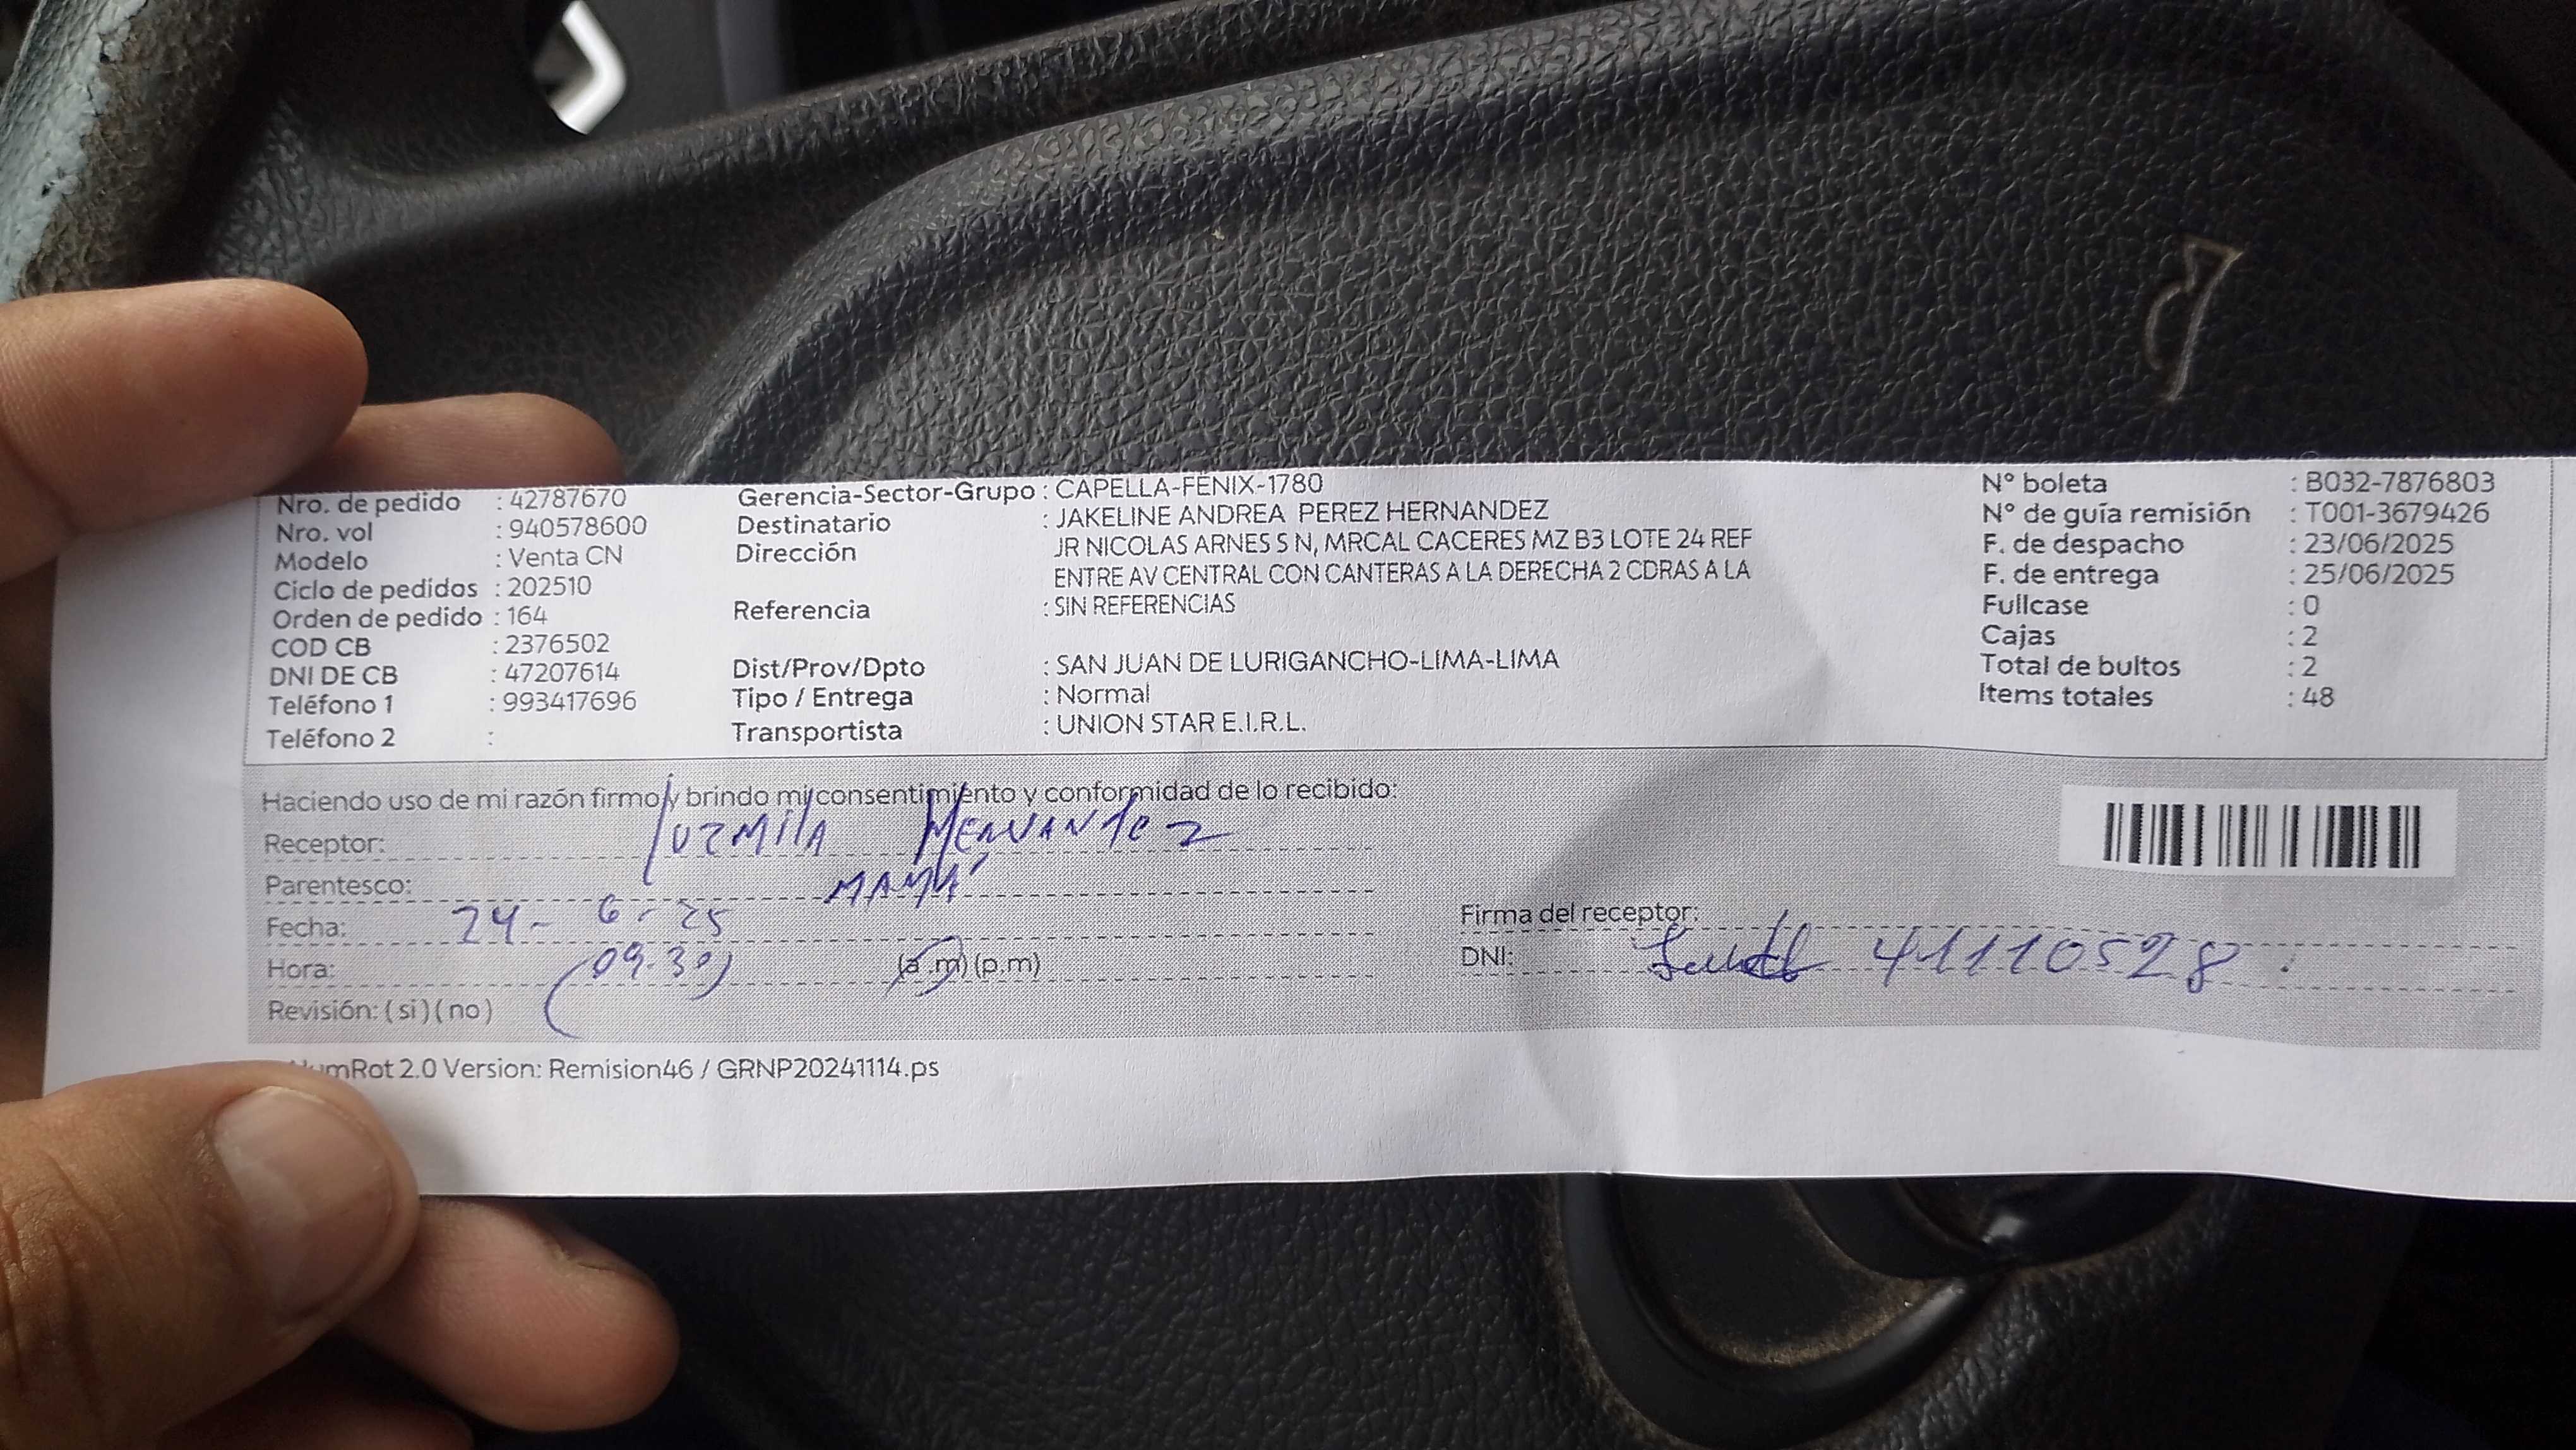 Nro. de pedido : 42787670
Nro. vol : 940578600
Modelo : Venta CN
Ciclo de pedidos : 202510
Orden de pedido : 164
COD CB : 2376502
DNI DE CB : 47207614
Teléfono 1 : 993417696
Teléfono 2 :
Gerencia-Sector-Grupo : CAPELLA-FENIX-1780
Destinatario : JAKELINE ANDREA PEREZ HERNANDEZ
Dirección JR NICOLAS ARNES S N, MRCAL CACERES MZ B3 LOTE 24 REF
ENTRE AV CENTRAL CON CANTERAS A LA DERECHA 2 CDRAS A LA
Referencia : SIN REFERENCIAS
Dist/Prov/Dpto : SAN JUAN DE LURIGANCHO-LIMA-LIMA
Tipo / Entrega : Normal
Transportista : UNION STAR E.I.R.L.
N° boleta : B032-7876803
N° de guía remisión : T001-3679426
F. de despacho : 23/06/2025
F. de entrega : 25/06/2025
Fullcase : 0
Cajas : 2
Total de bultos : 2
Items totales : 48
Haciendo uso de mi razón firmo y brindo mi consentimiento y conformidad de lo recibido:
Receptor: luzmila
Parentesco: MAMÁ
Fecha: 24- 6-25
Hora: (09.30) (a.m) (p.m)
Revisión: ( si ) ( no )
Firma del receptor:
DNI: 41110528
mRot 2.0 Version: Remision46 / GRNP20241114.ps